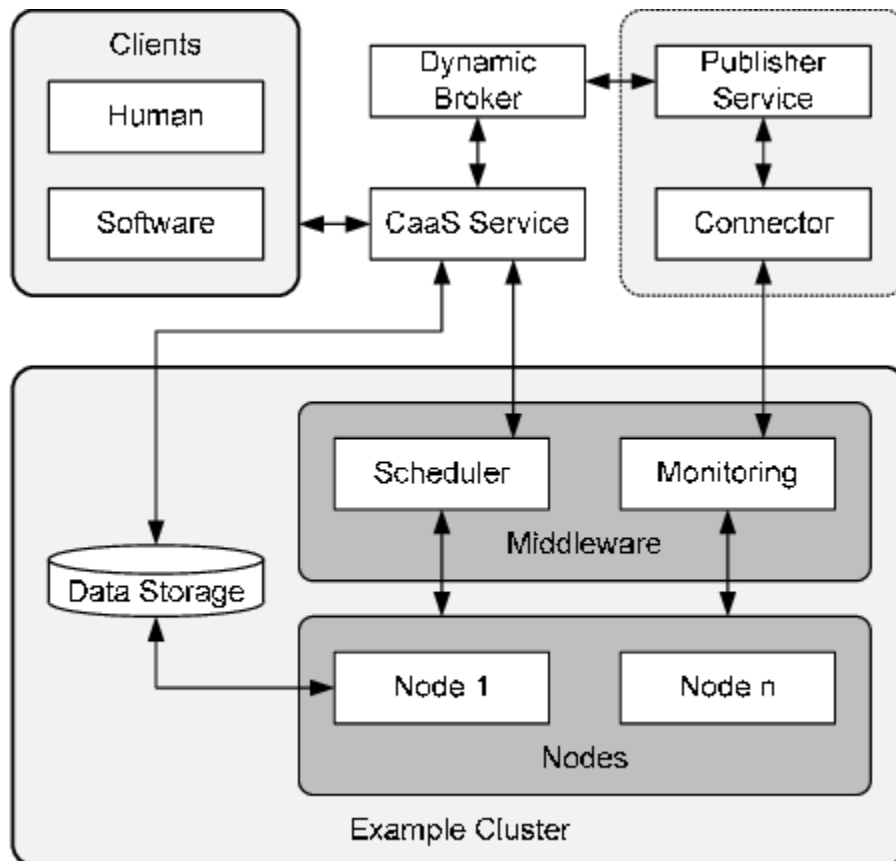 Clients
Human
Software
Dynamic
Broker
CaaS Service
Publisher
Service
Connector
Scheduler
Monitoring
Middleware
Data Storage
Node 1
Node n
Nodes
Example Cluster